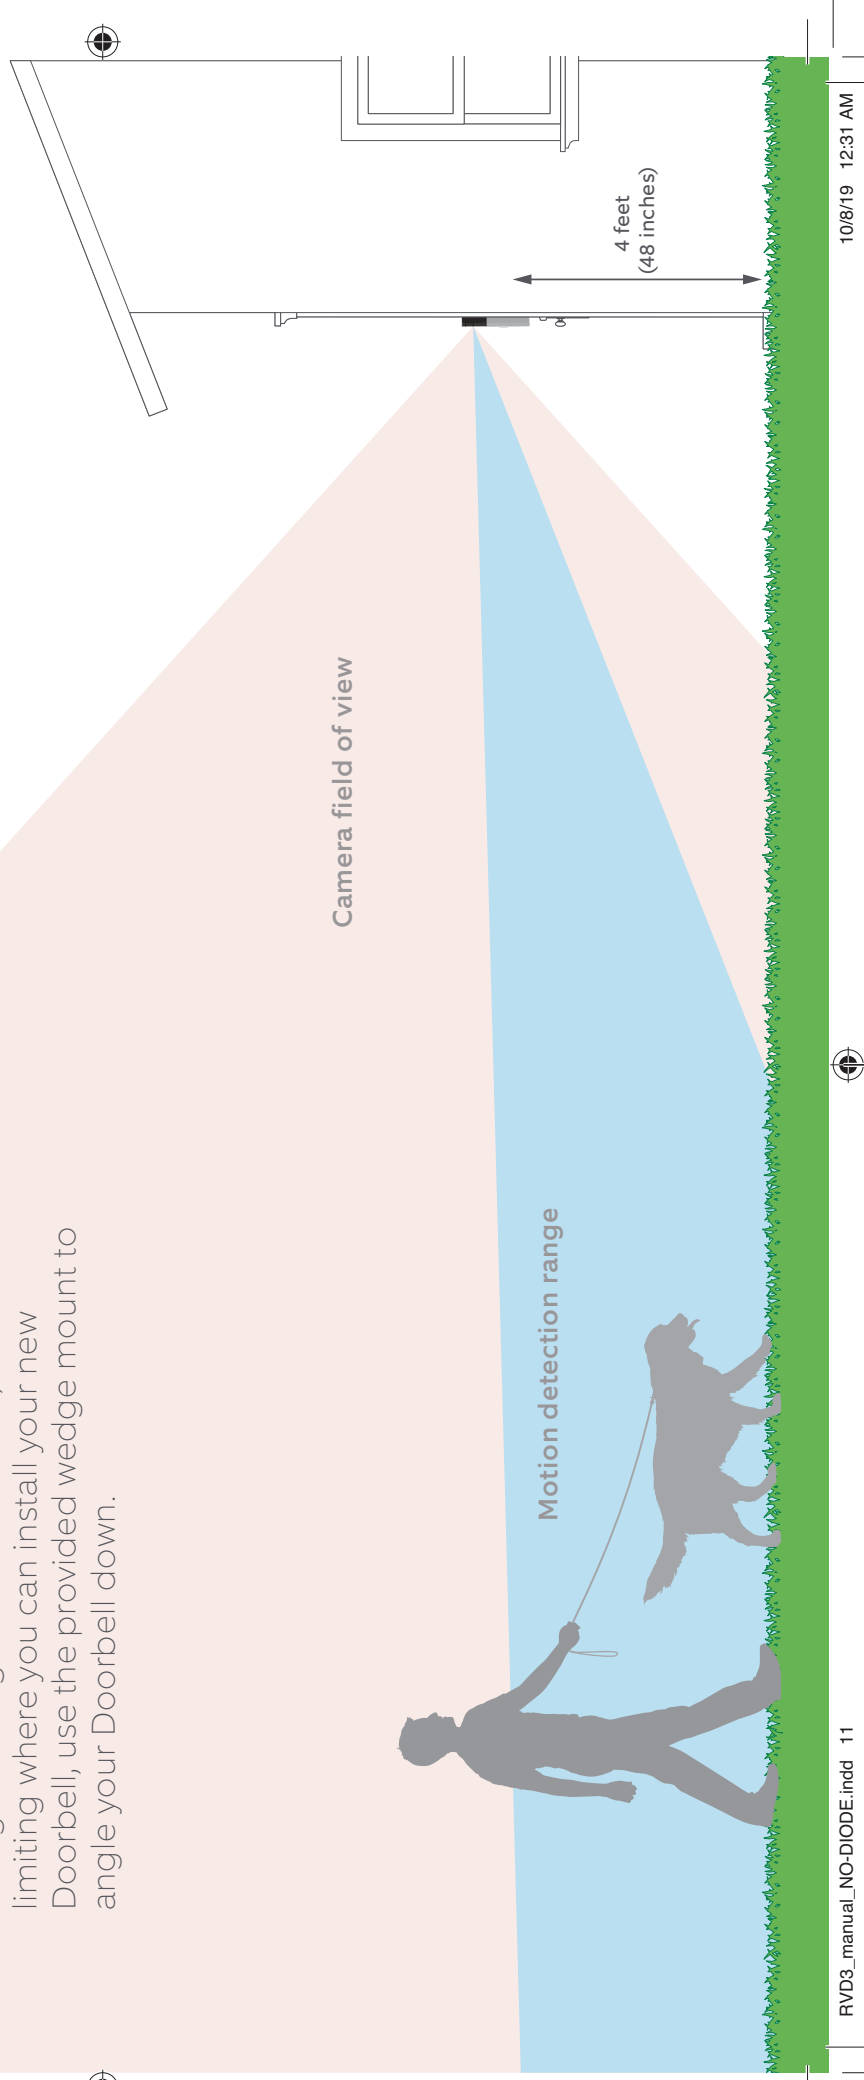 limiting where you can install your new
Doorbell, use the provided wedge mount to
angle your Doorbell down.
Camera field of view
Motion detection range
4 feet
(48 inches)
RVD3_manual_NO-DIODE.indd 11
10/8/19 12:31 AM